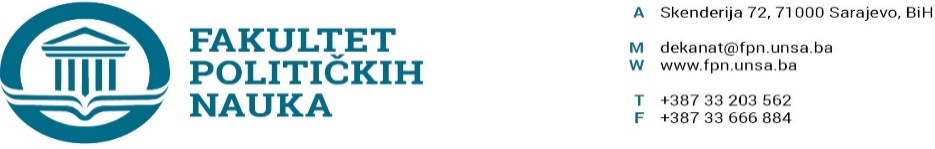 FAKULTET
POLITIČKIH
NAUKA
A Skenderija 72, 71000 Sarajevo, BiH
M dekanat@fpn.unsa.ba
W www.fpn.unsa.ba
T +387 33 203 562
F +387 33 666 884